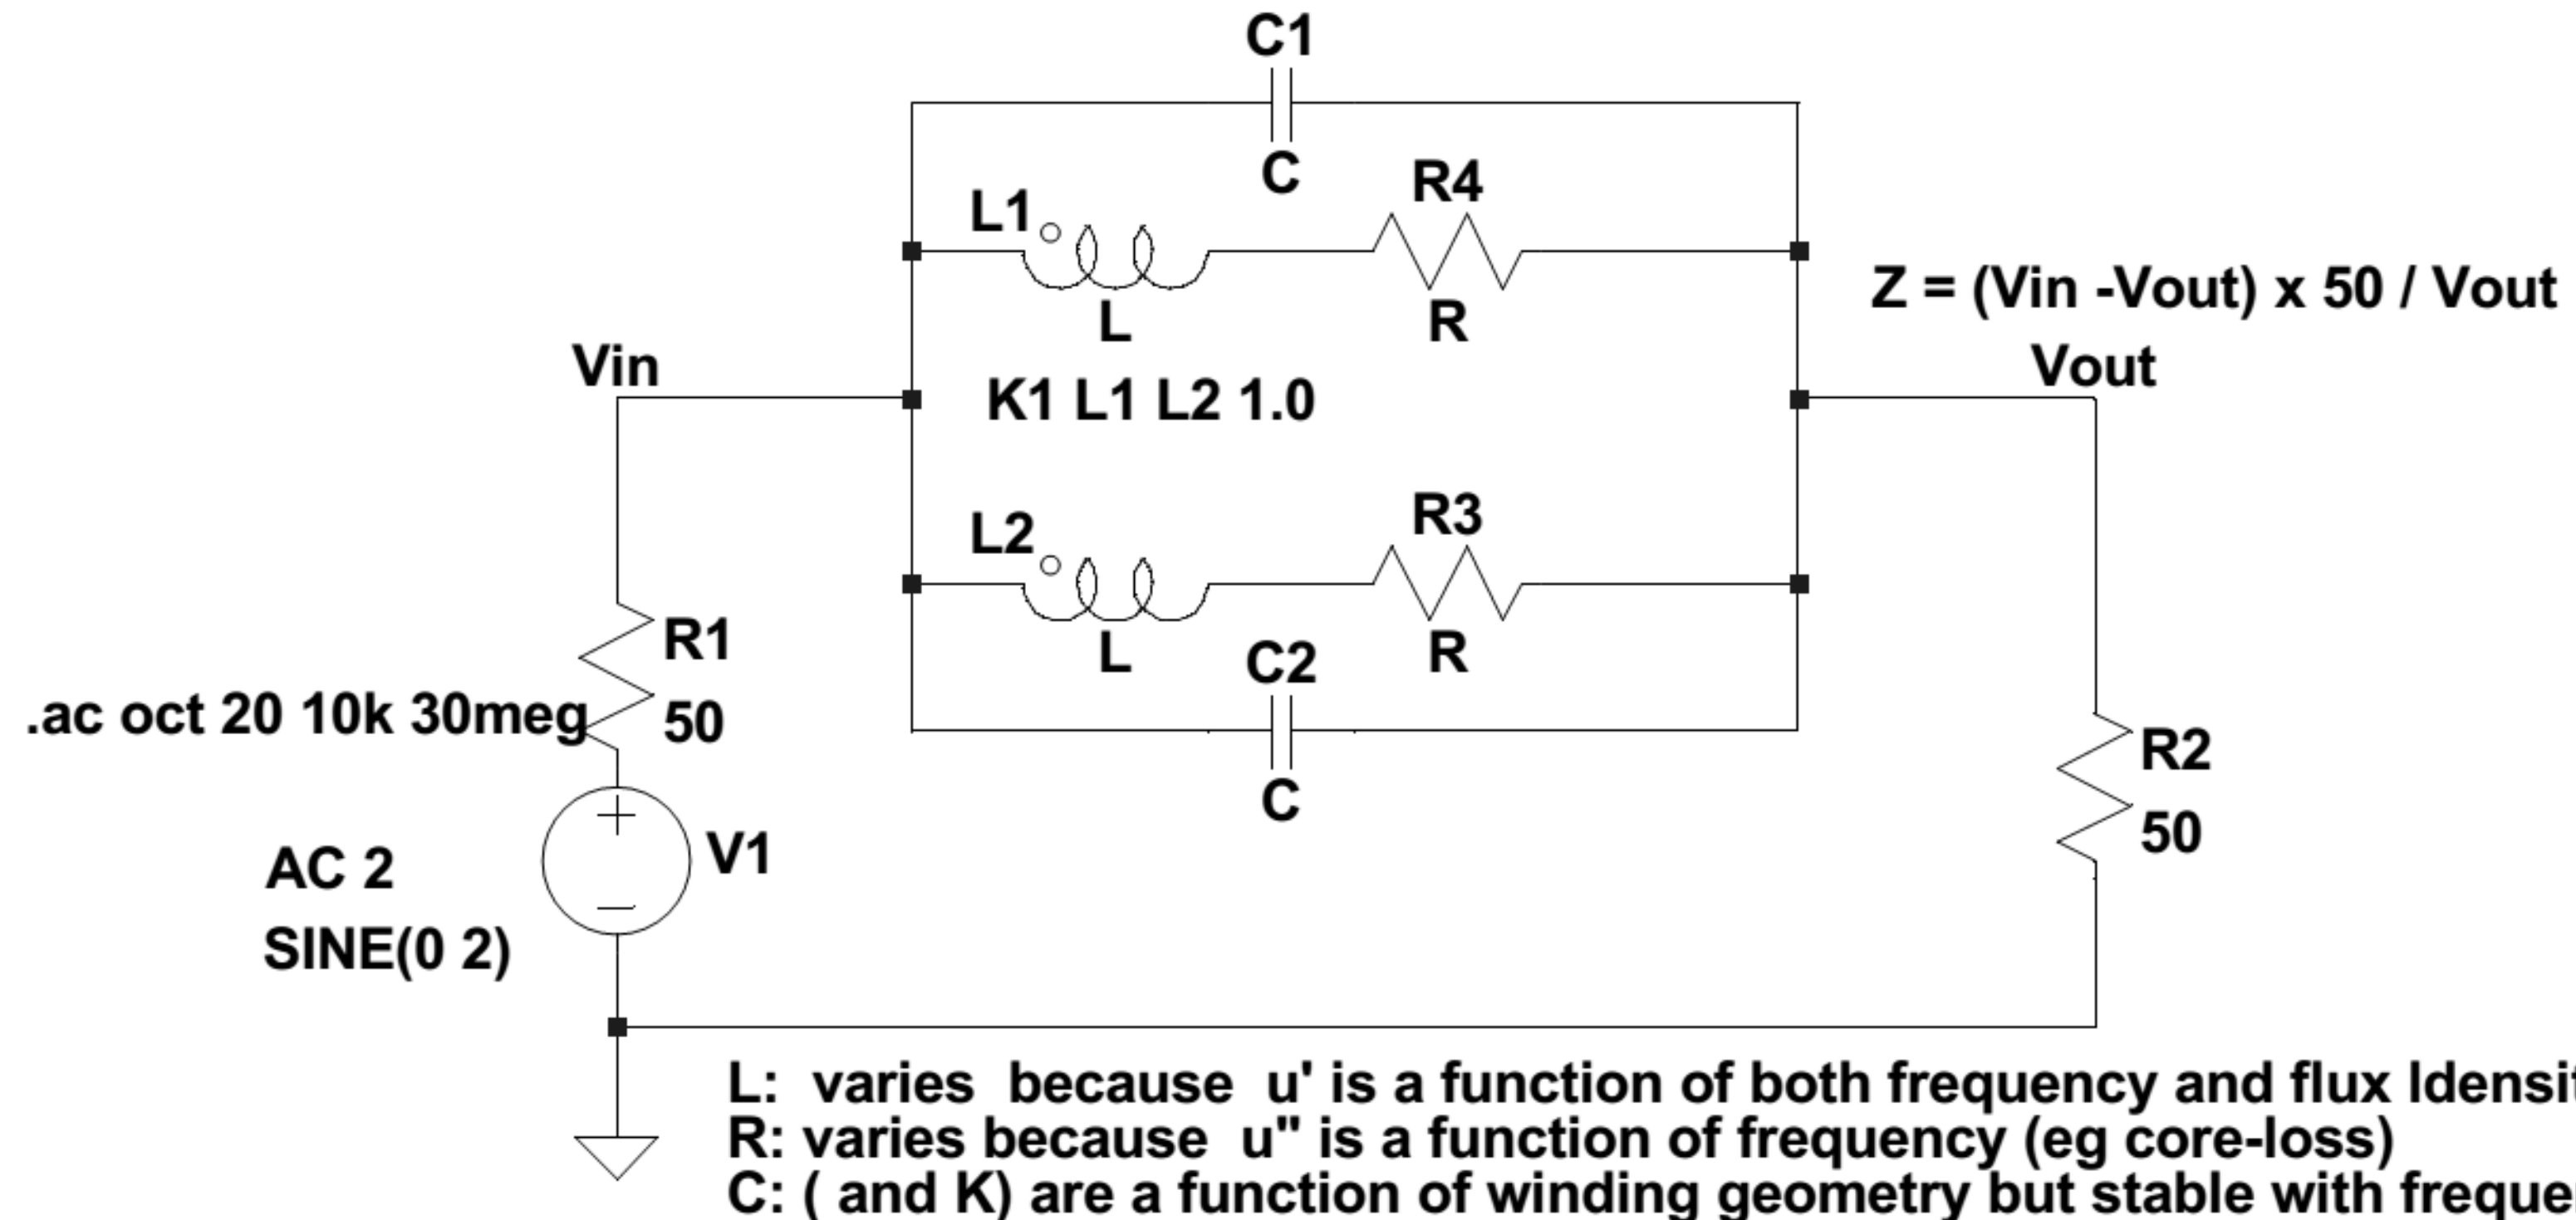 C1
C
L1
R4
L
R
Z = (Vin -Vout) x 50 / Vout
Vin
Vout
K1 L1 L2 1.0
L2
R3
L
R
C2
C
R1
50
.ac oct 20 10k 30meg
R2
50
V1
AC 2
SINE(0 2)
L:  varies  because  u' is a function of both frequency and flux
R: varies because  u" is a function of frequency (eg core-loss)
C: ( and K) are a function of winding geometry but stable with